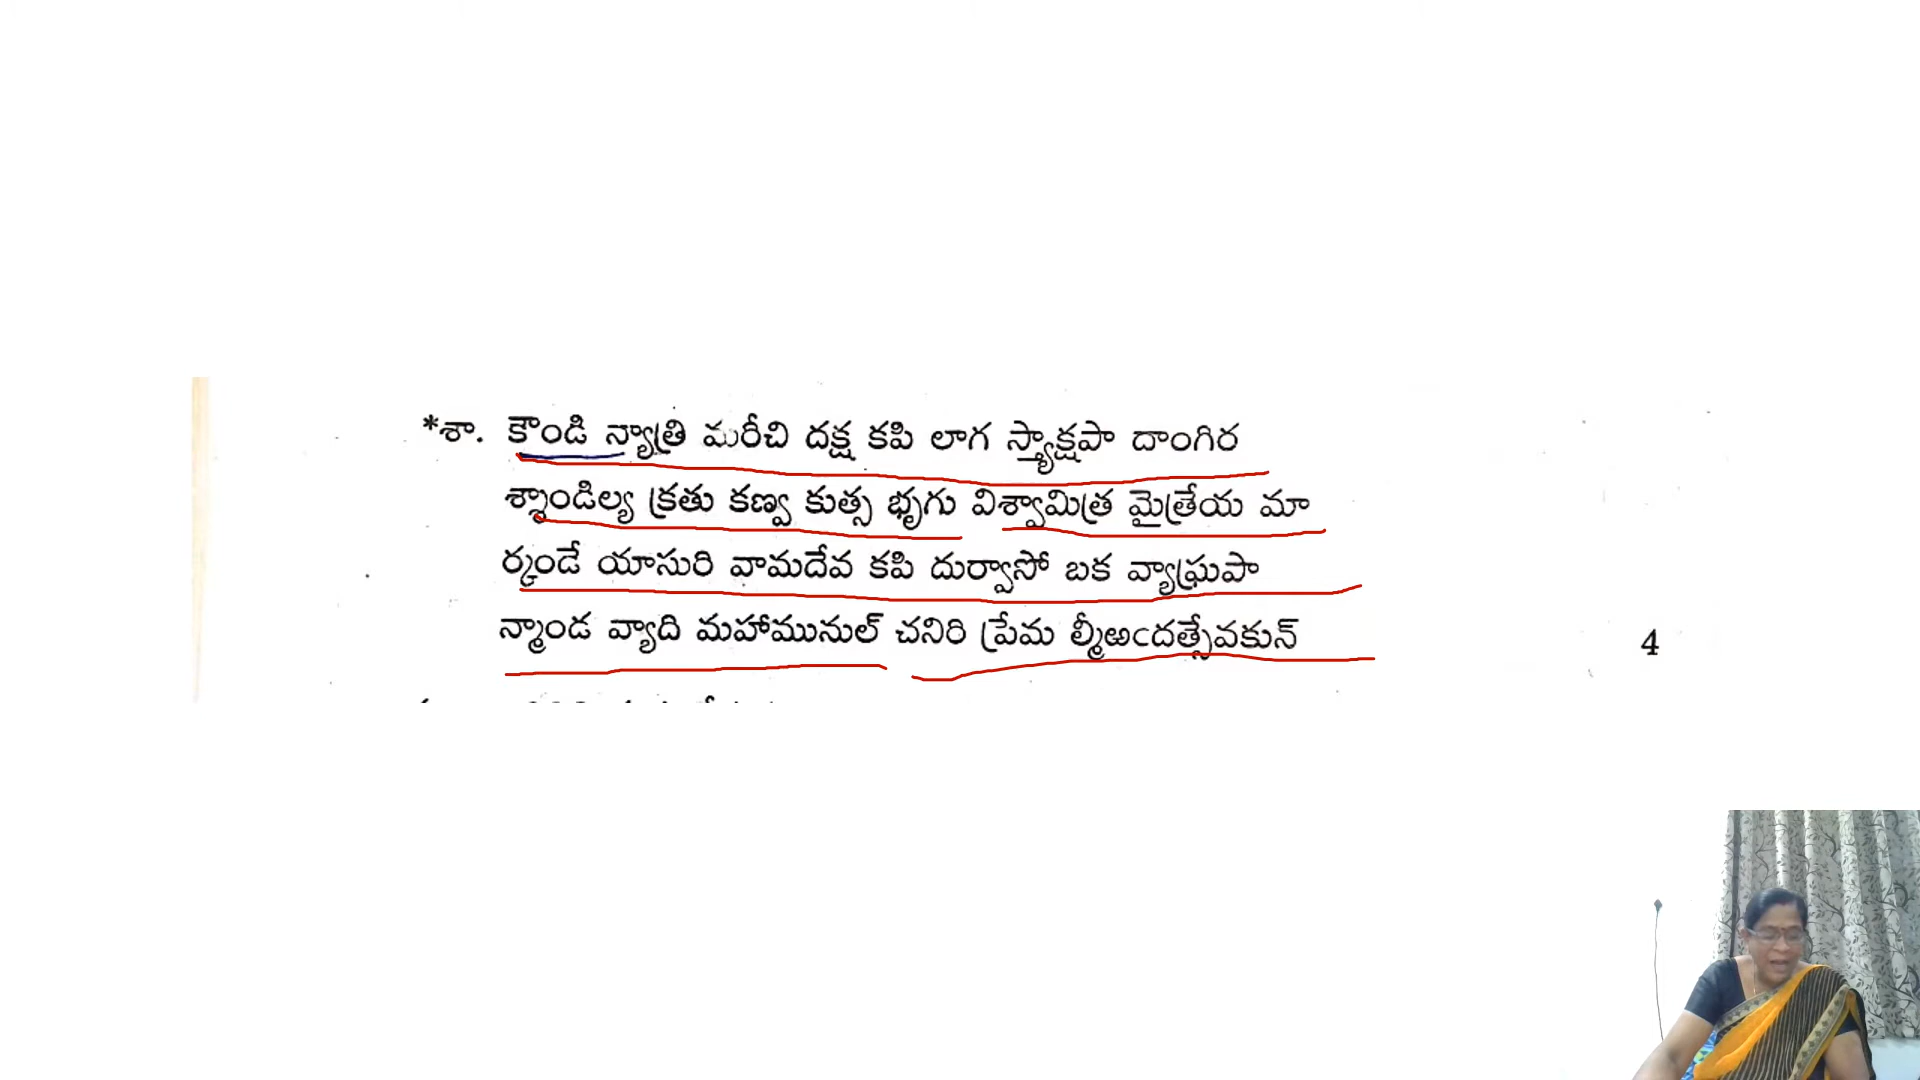 *శా. కౌండి న్యాత్రి మరీచి దక్ష కపి లాగ స్త్యాక్షపా దాంగిర
శ్శాండిల్య క్రతు కణ్వ కుత్స భృగు విశ్వామిత్ర మైత్రేయ మా
ర్కండే యాసురి వామదేవ కపి దుర్వాసో బక వ్యాఘ్రపా
న్మాండ వ్యాది మహామునుల్ చనిరి ప్రేమ ల్మీఱఁదత్సేవకున్ 4